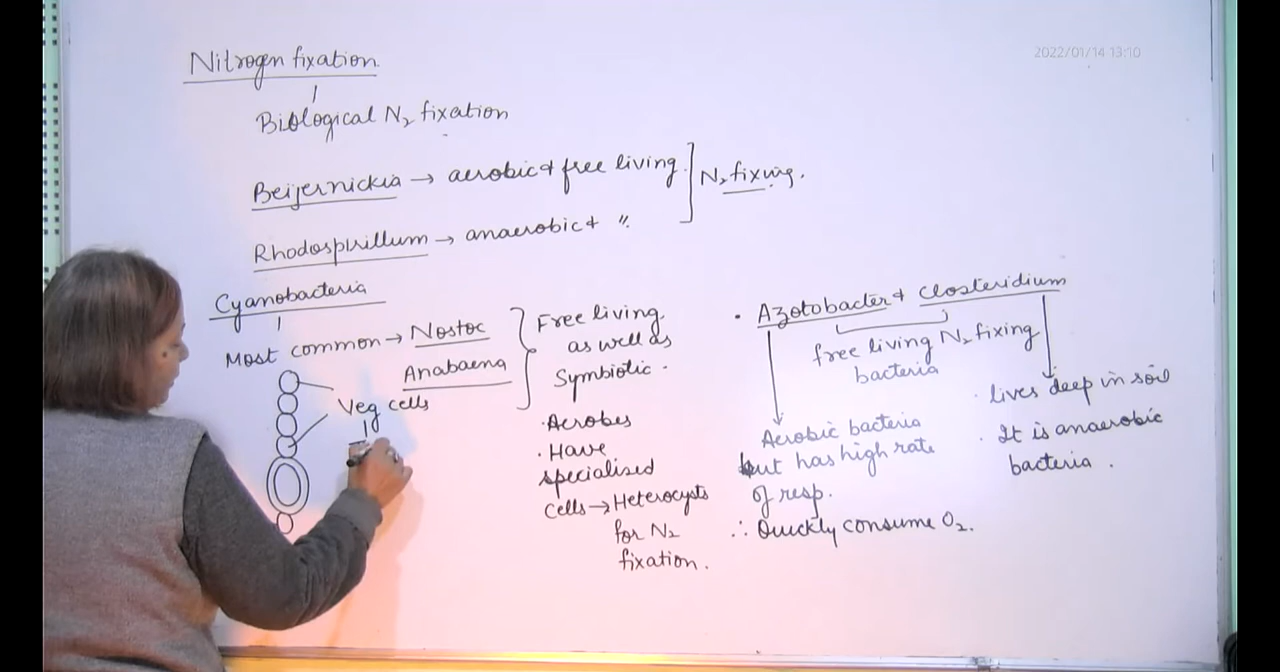 2022/01/14 13:10
Nitrogen fixation
Biological N₂ fixation
Beijernickia → aerobic & free living ] N₂ fixing.
Rhodospirillum → anaerobic & "
Cyanobacteria
Most common → Nostoc
Anabaena
Veg cells
Free living
as well as
Symbiotic.
· Aerobes
· Have
specialised
cells → Heterocysts
for N₂
fixation.
· Azotobacter & Closteridium
free living N₂ fixing
bacteria
Aerobic bacteria
but has high rate
of resp.
∴ Quickly consume O₂.
· lives deep in soil
· It is anaerobic
bacteria.